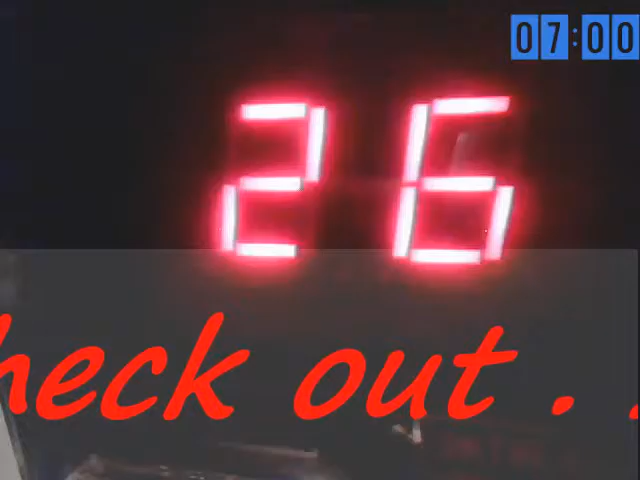 07:00
26
heck out . .